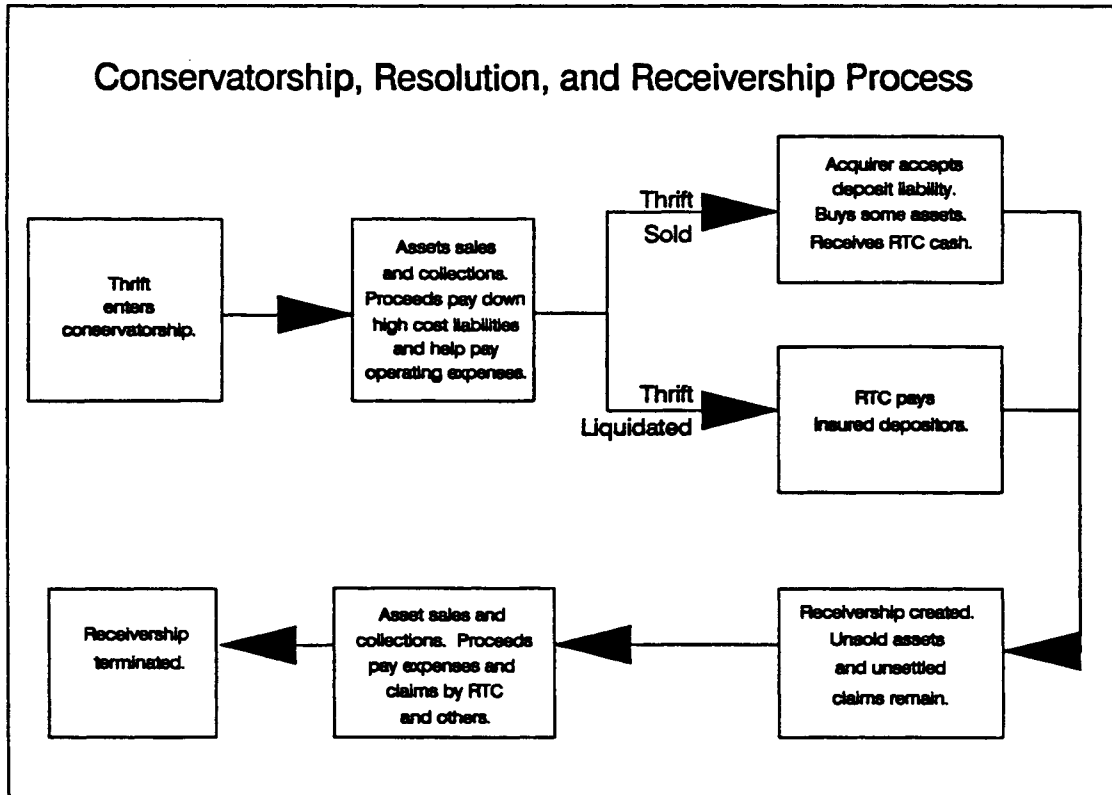 Conservatorship, Resolution, and Receivership Process
Thrift
enters
conservatorship.
Assets sales
and collections.
Proceeds pay down
high cost liabilities
and help pay
operating expenses.
Thrift
Sold
Acquirer accepts
deposit liability.
Buys some assets.
Receives RTC cash.
Thrift
Liquidated
RTC pays
insured depositors.
Receivership created.
Unsold assets
and unsettled
claims remain.
Asset sales and
collections. Proceeds
pay expenses and
claims by RTC
and others.
Receivership
terminated.